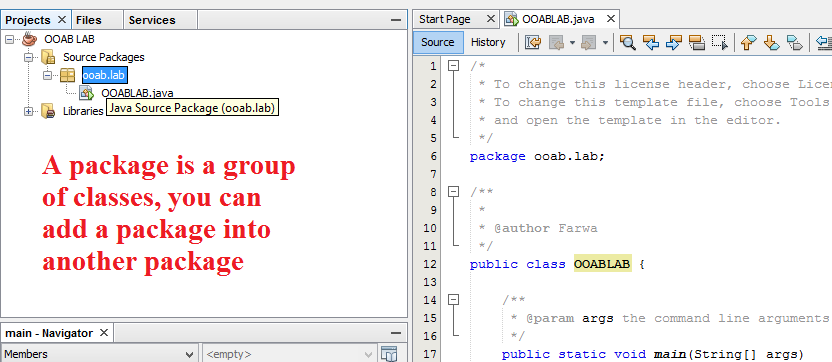 Projects × Files Services
OOAB LAB
Source Packages
ooab.lab
OOABLAB.java
Java Source Package (ooab.lab)
Libraries
A package is a group
of classes, you can
add a package into
another package
main - Navigator ×
Members <empty>
Start Page × OOABLAB.java ×
Source History
1 /*
2 * To change this license header, choose Licen
3 * To change this template file, choose Tools
4 * and open the template in the editor.
5 */
6 package ooab.lab;
7
8 /**
9 *
10 * @author Farwa
11 */
12 public class OOABLAB {
13
14 /**
15 * @param args the command line arguments
16 */
17 public static void main(String[] args)